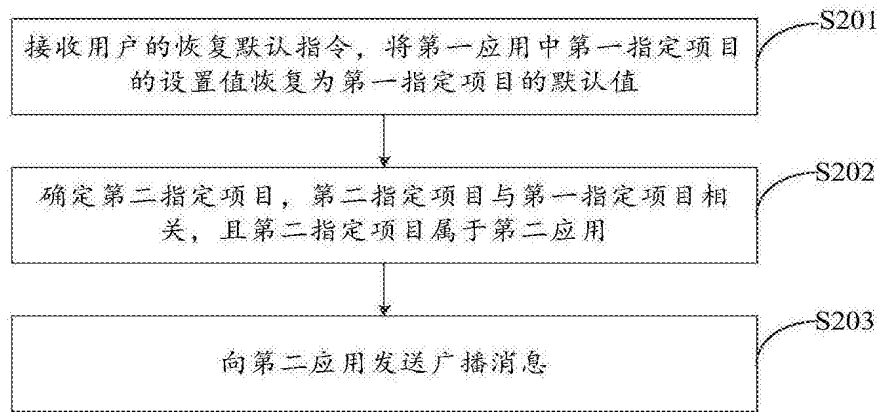 S201
接收用户的恢复默认指令，将第一应用中第一指定项目
的设置值恢复为第一指定项目的默认值
S202
确定第二指定项目，第二指定项目与第一指定项目相
关，且第二指定项目属于第二应用
S203
向第二应用发送广播消息